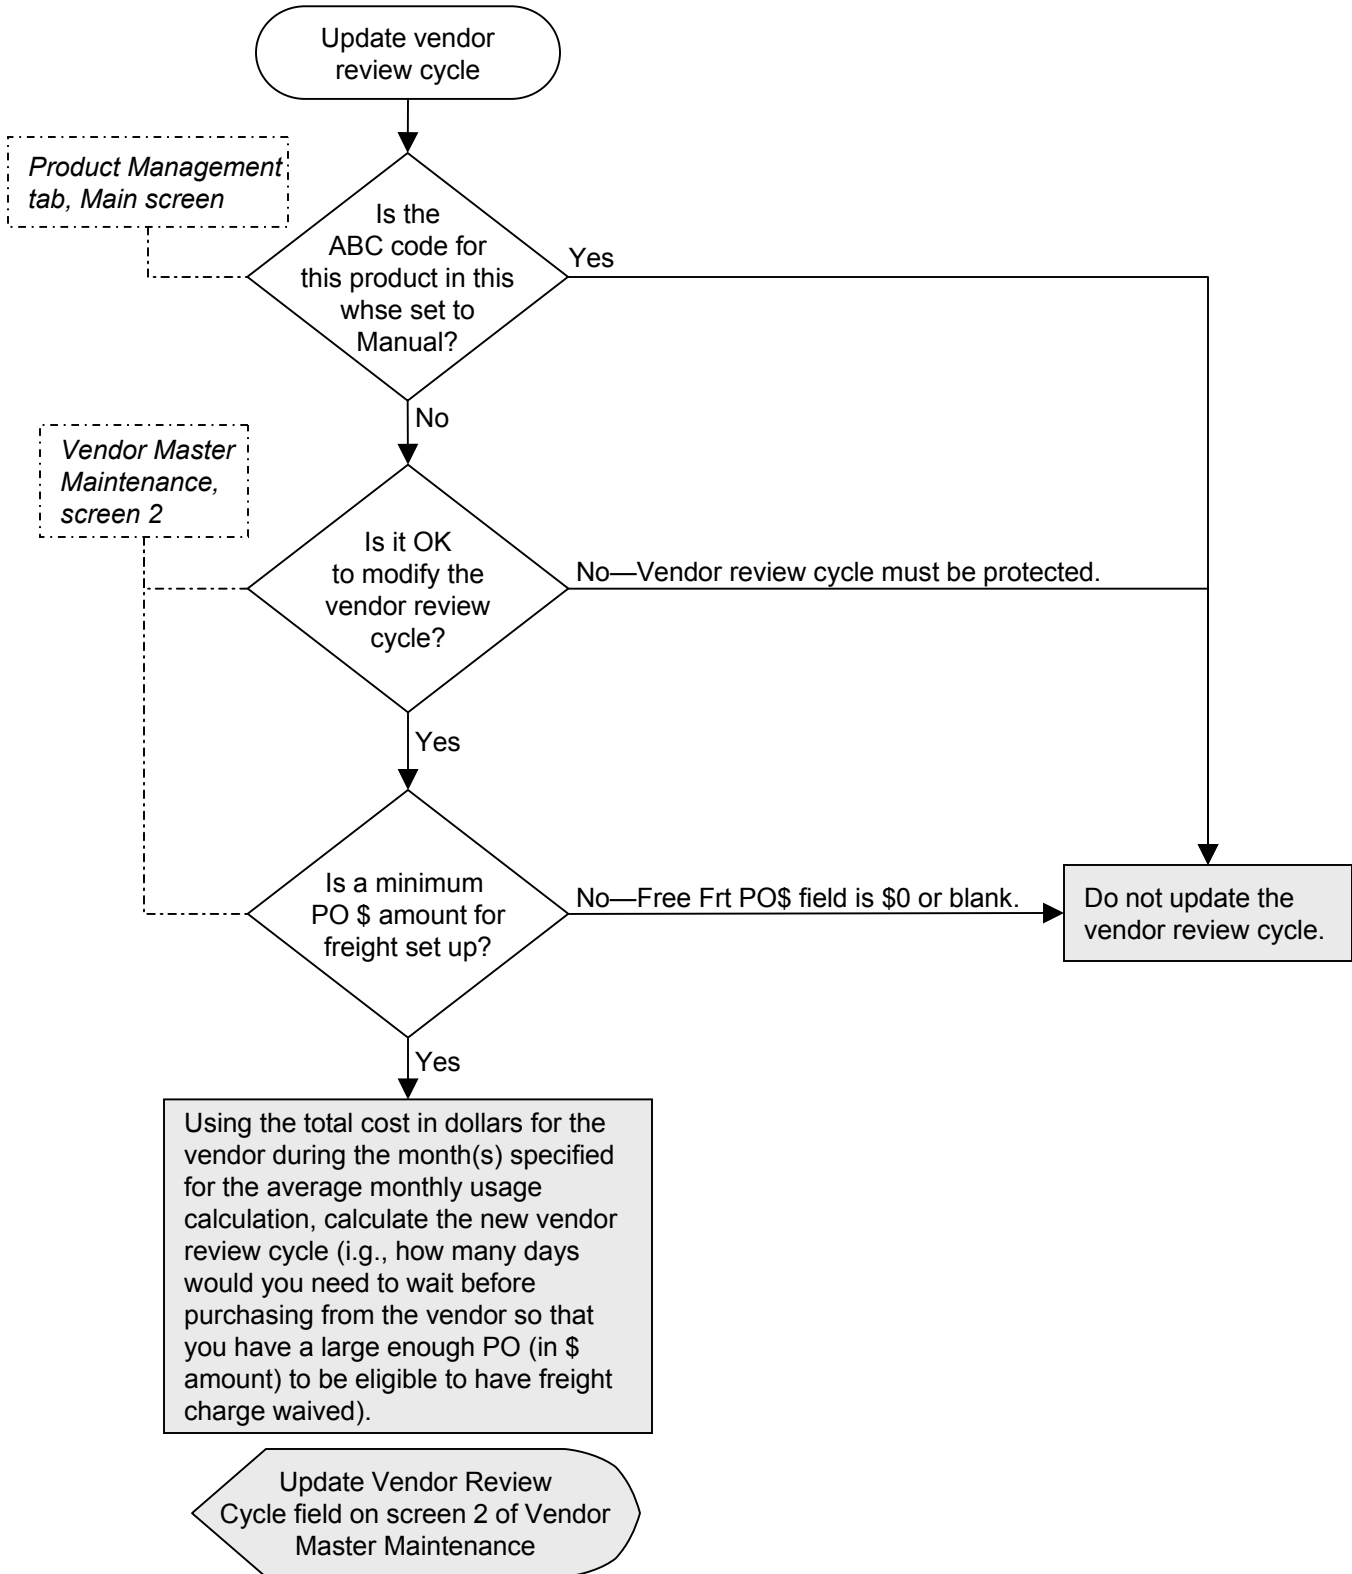 Update vendor
review cycle
Product Management
tab, Main screen
Is the
ABC code for
this product in this
whse set to
Manual?
Yes
No
Vendor Master
Maintenance,
screen 2
Is it OK
to modify the
vendor review
cycle?
No—Vendor review cycle must be protected.
Yes
Is a minimum
PO $ amount for
freight set up?
No—Free Frt PO$ field is $0 or blank.
Do not update the
vendor review cycle.
Yes
Using the total cost in dollars for the
vendor during the month(s) specified
for the average monthly usage
calculation, calculate the new vendor
review cycle (i.g., how many days
would you need to wait before
purchasing from the vendor so that
you have a large enough PO (in $
amount) to be eligible to have freight
charge waived).
Update Vendor Review
Cycle field on screen 2 of Vendor
Master Maintenance